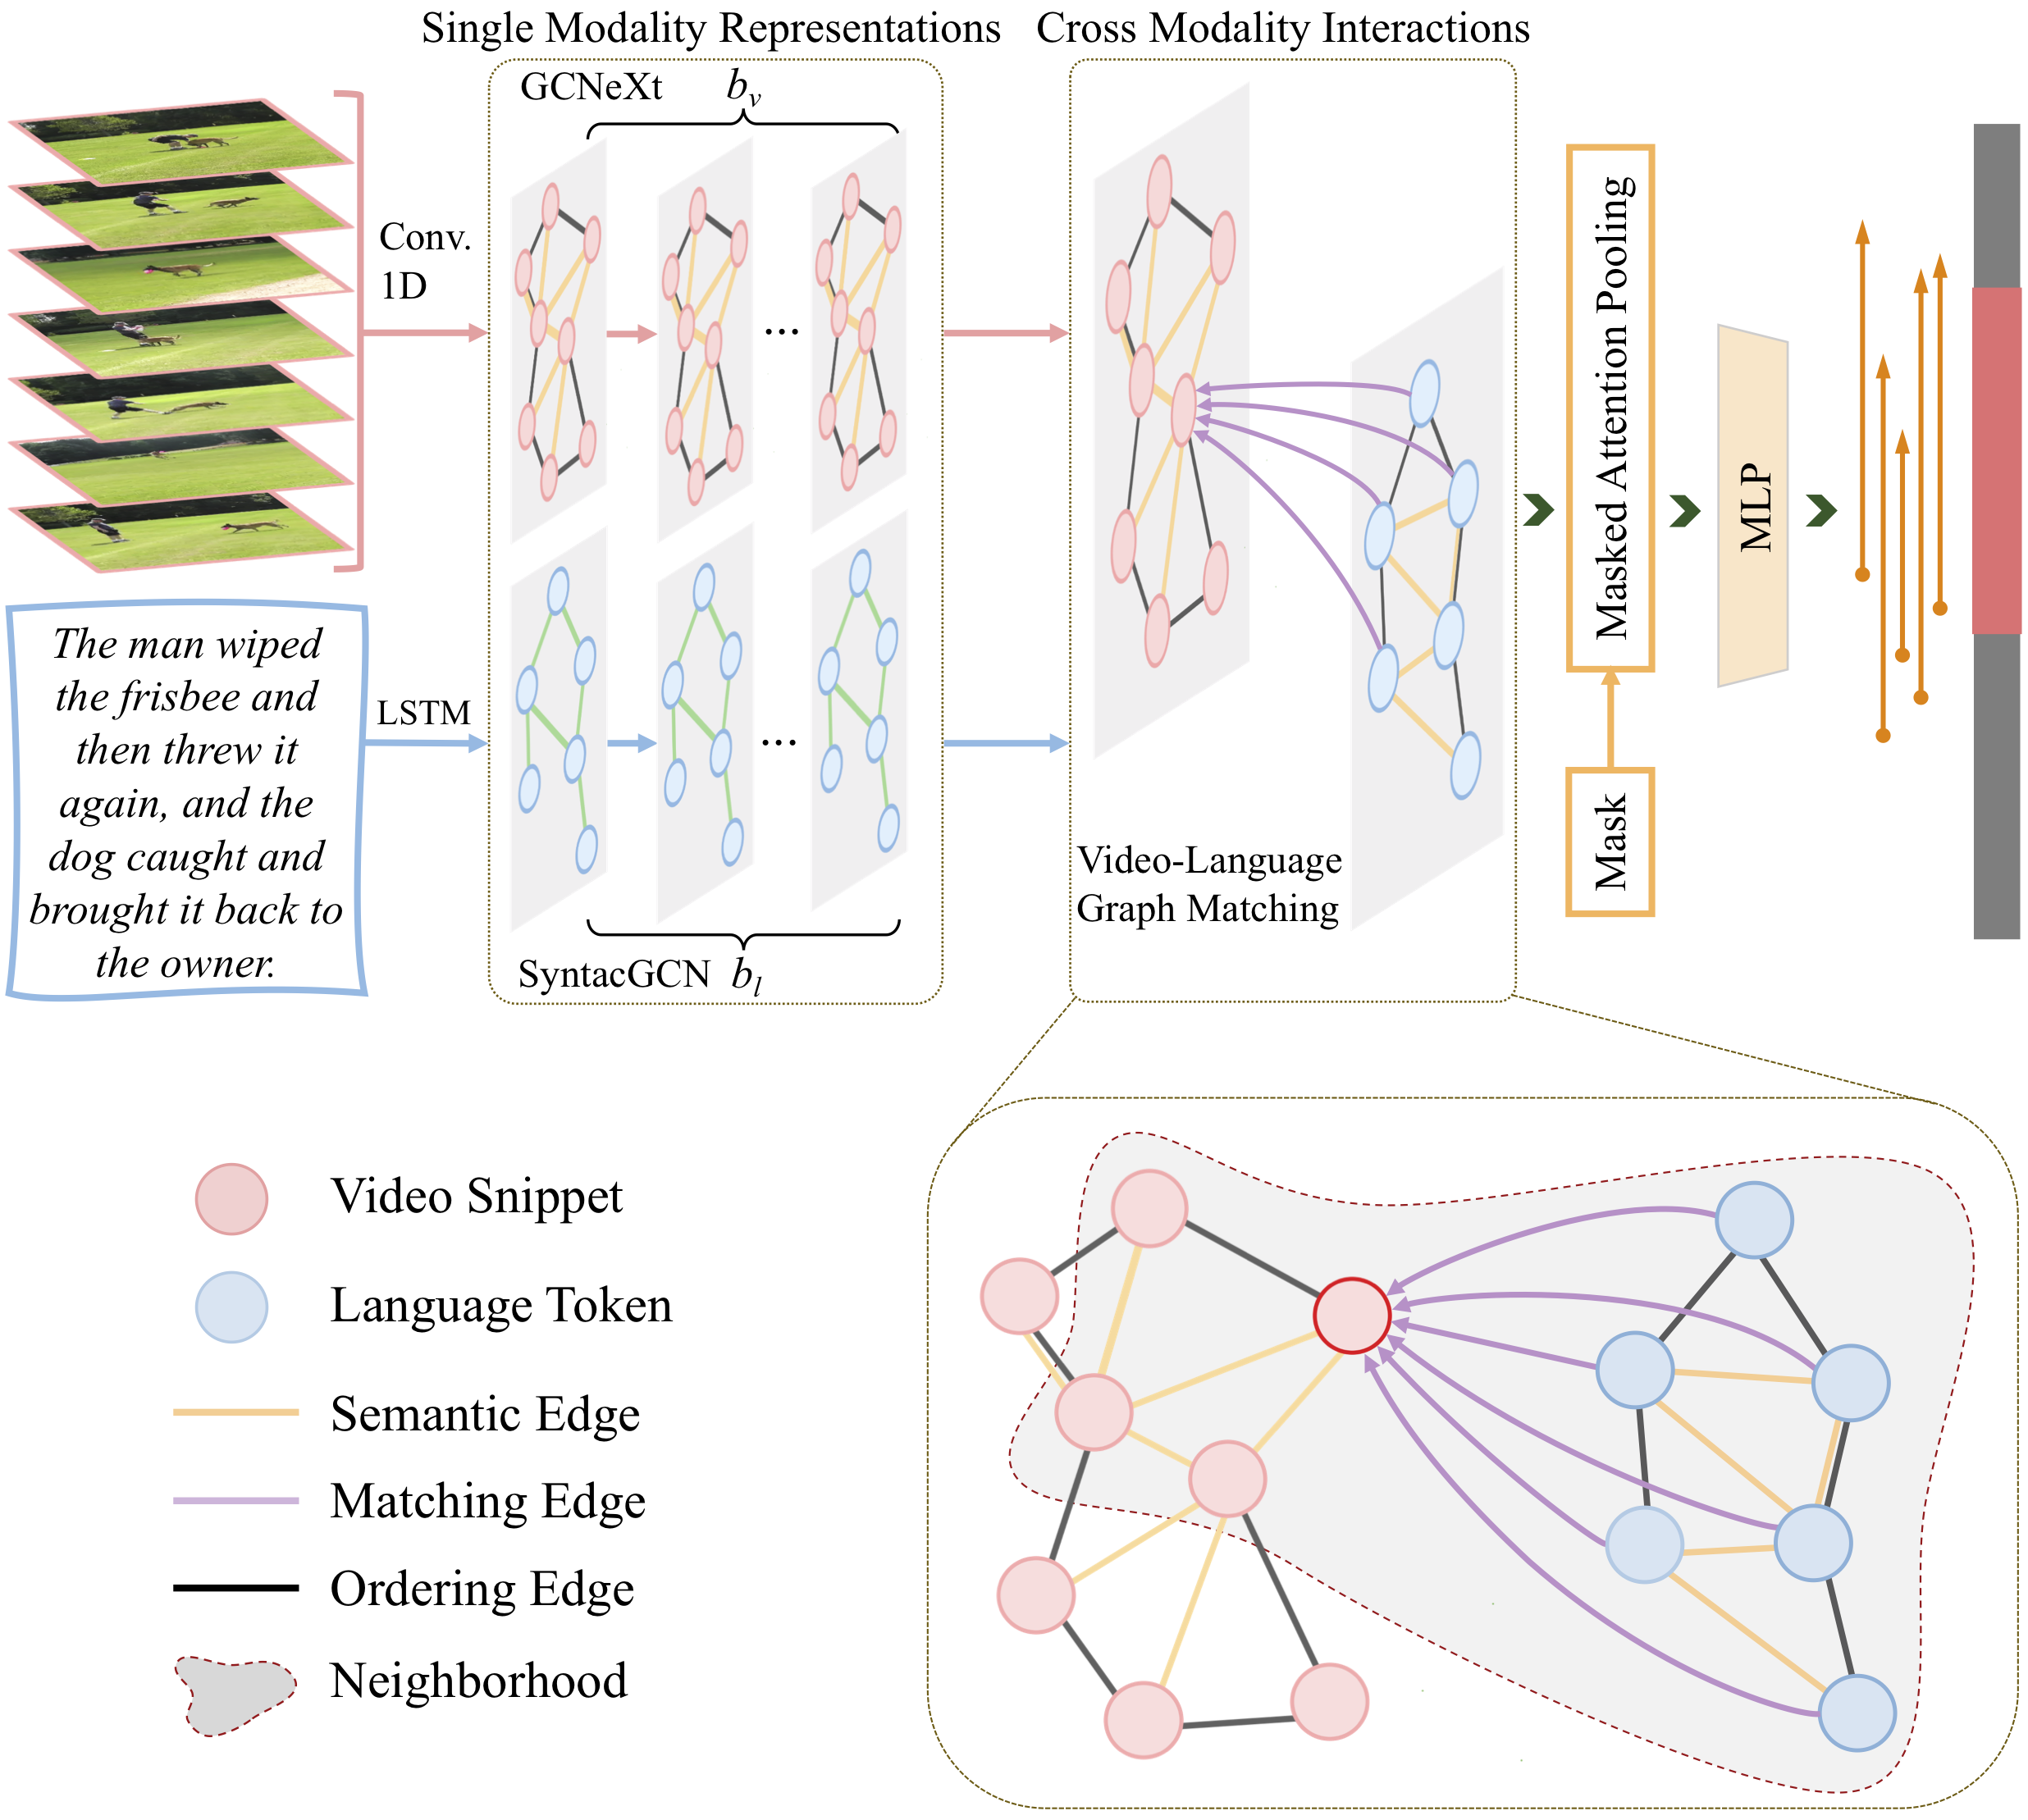 Single Modality Representations
Cross Modality Interactions
GCNeXt
b_v
Conv.
1D
The man wiped
the frisbee and
then threw it
again, and the
dog caught and
brought it back to
the owner.
LSTM
...
...
SyntacGCN b_l
Video-Language
Graph Matching
Masked Attention Pooling
Mask
MLP
Video Snippet
Language Token
Semantic Edge
Matching Edge
Ordering Edge
Neighborhood